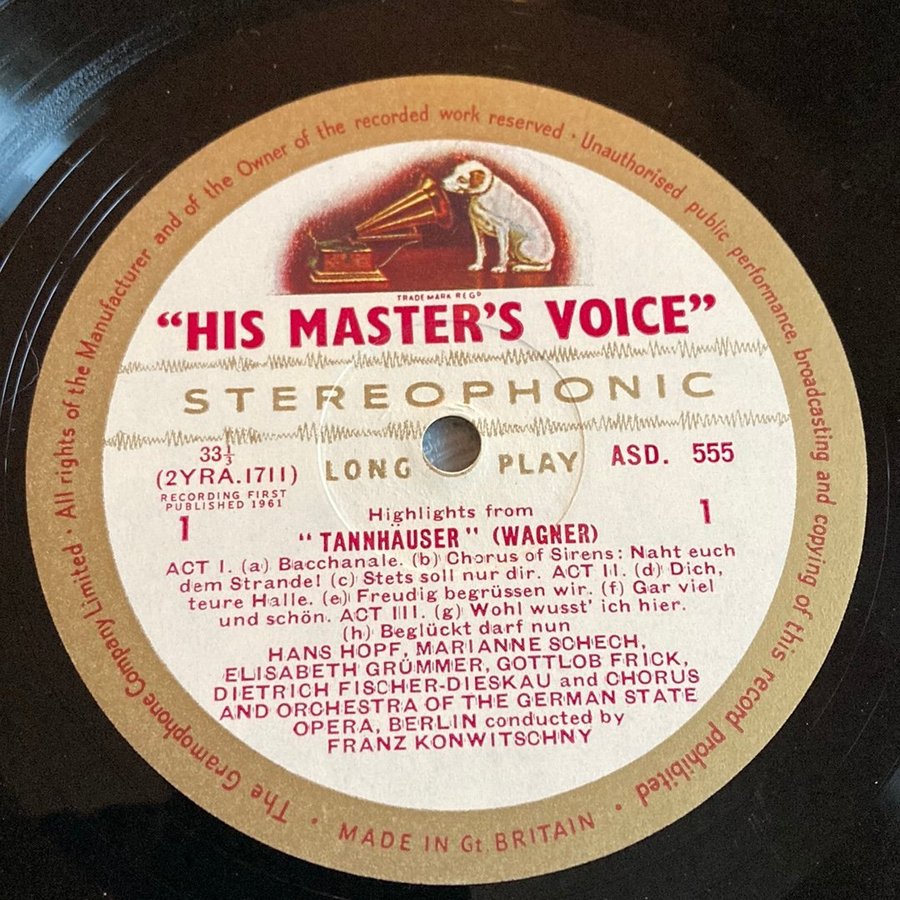 The Gramophone Company Limited · All rights of the Manufacturer and of the Owner of the recorded work reserved · Unauthorised public performance, broadcasting and copying of this record prohibited ·
TRADE MARK REGD
"HIS MASTER'S VOICE"
STEREOPHONIC
33⅓
(2YRA.1711)
RECORDING FIRST
PUBLISHED 1961
1
LONG PLAY
ASD. 555
1
Highlights from
"TANNHÄUSER" (WAGNER)
ACT I. (a) Bacchanale. (b) Chorus of Sirens: Naht euch
dem Strande! (c) Stets soll nur dir. ACT II. (d) Dich,
teure Halle. (e) Freudig begrüssen wir. (f) Gar viel
und schön. ACT III. (g) Wohl wusst' ich hier.
(h) Beglückt darf nun
HANS HOPF, MARIANNE SCHECH,
ELISABETH GRÜMMER, GOTTLOB FRICK,
DIETRICH FISCHER-DIESKAU and CHORUS
AND ORCHESTRA OF THE GERMAN STATE
OPERA, BERLIN conducted by
FRANZ KONWITSCHNY
MADE IN Gt. BRITAIN